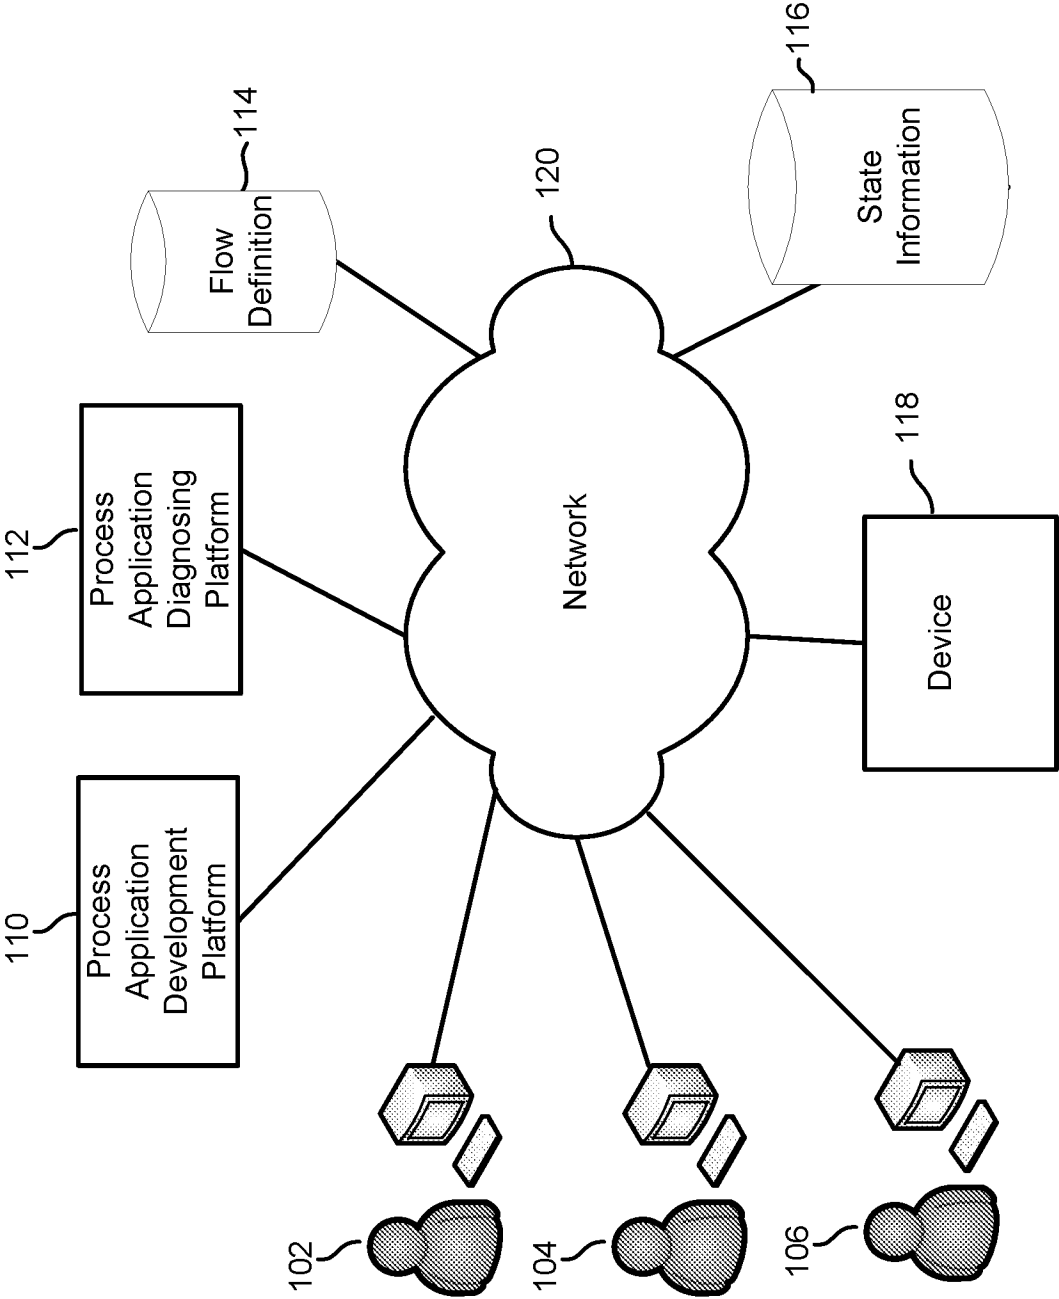 110
Process
Application
Development
Platform
112
Process
Application
Diagnosing
Platform
114
Flow
Definition
102
104
106
Network
120
Device
118
State
Information
116